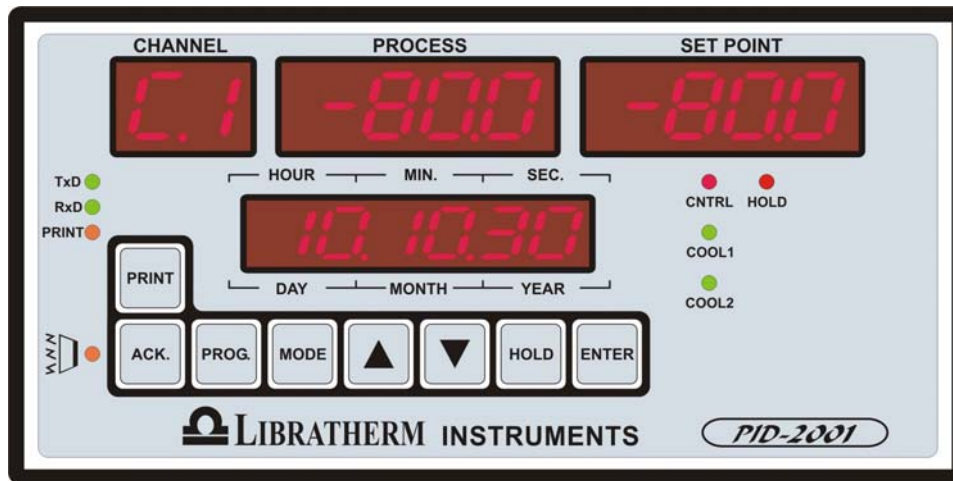 CHANNEL PROCESS SET POINT
C.1 -80.0 -80.0
TxD HOUR MIN. SEC.
RxD CNTRL HOLD
PRINT 10.10.30 COOL1
PRINT DAY MONTH YEAR COOL2
ACK. PROG. MODE HOLD ENTER
LIBRATHERM INSTRUMENTS PID-2001